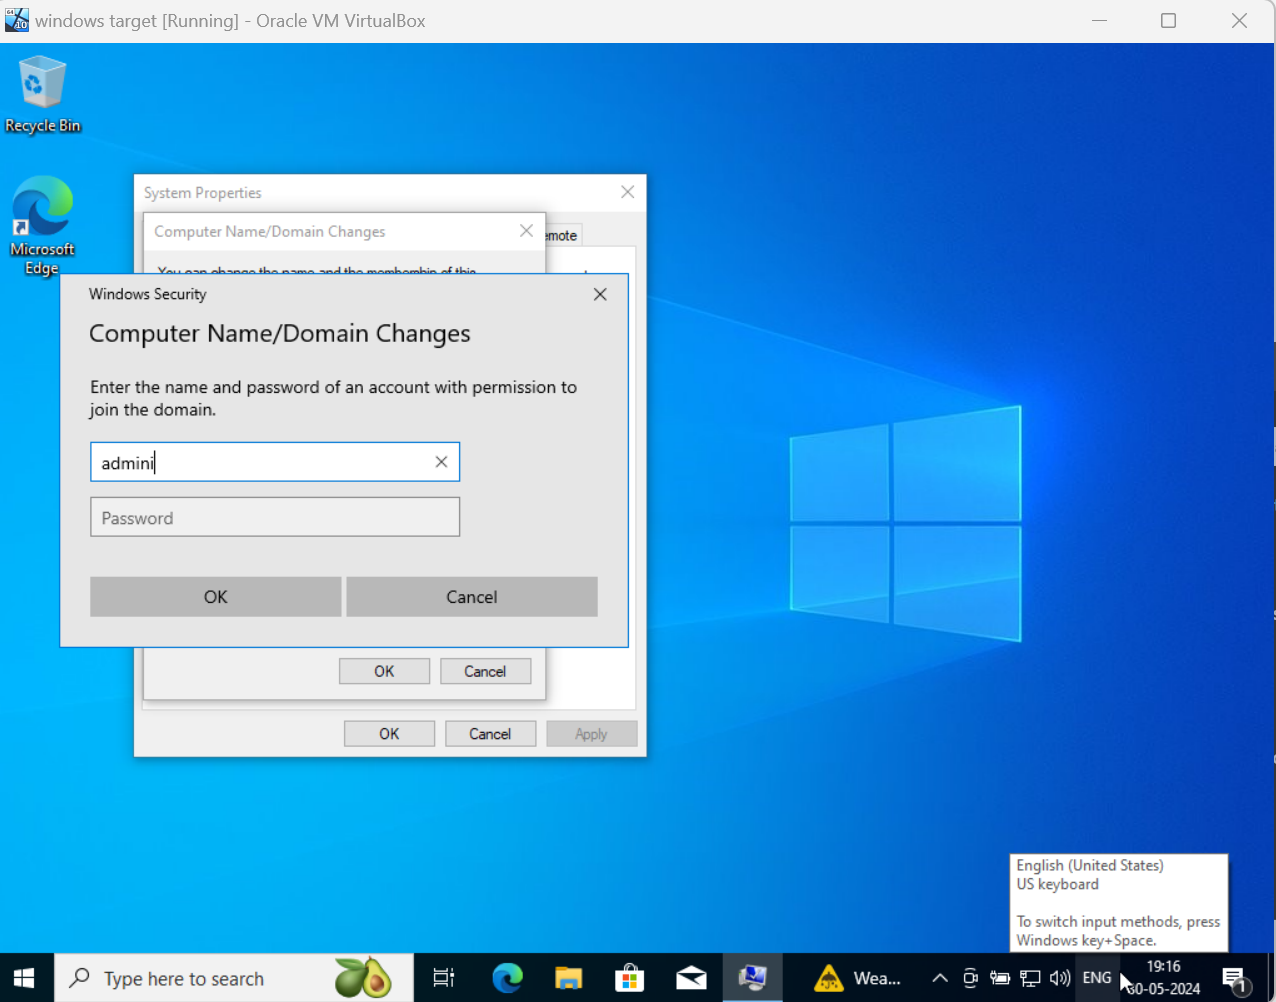 windows target [Running] - Oracle VM VirtualBox
Recycle Bin
Microsoft
Edge
System Properties
Computer Name/Domain Changes
emote
You can change the name and the membership of this
Windows Security
Computer Name/Domain Changes
Enter the name and password of an account with permission to
join the domain.
admini
Password
OK
Cancel
OK
Cancel
OK
Cancel
Apply
English (United States)
US keyboard
To switch input methods, press
Windows key+Space.
Type here to search
Wea...
ENG
19:16
30-05-2024
1